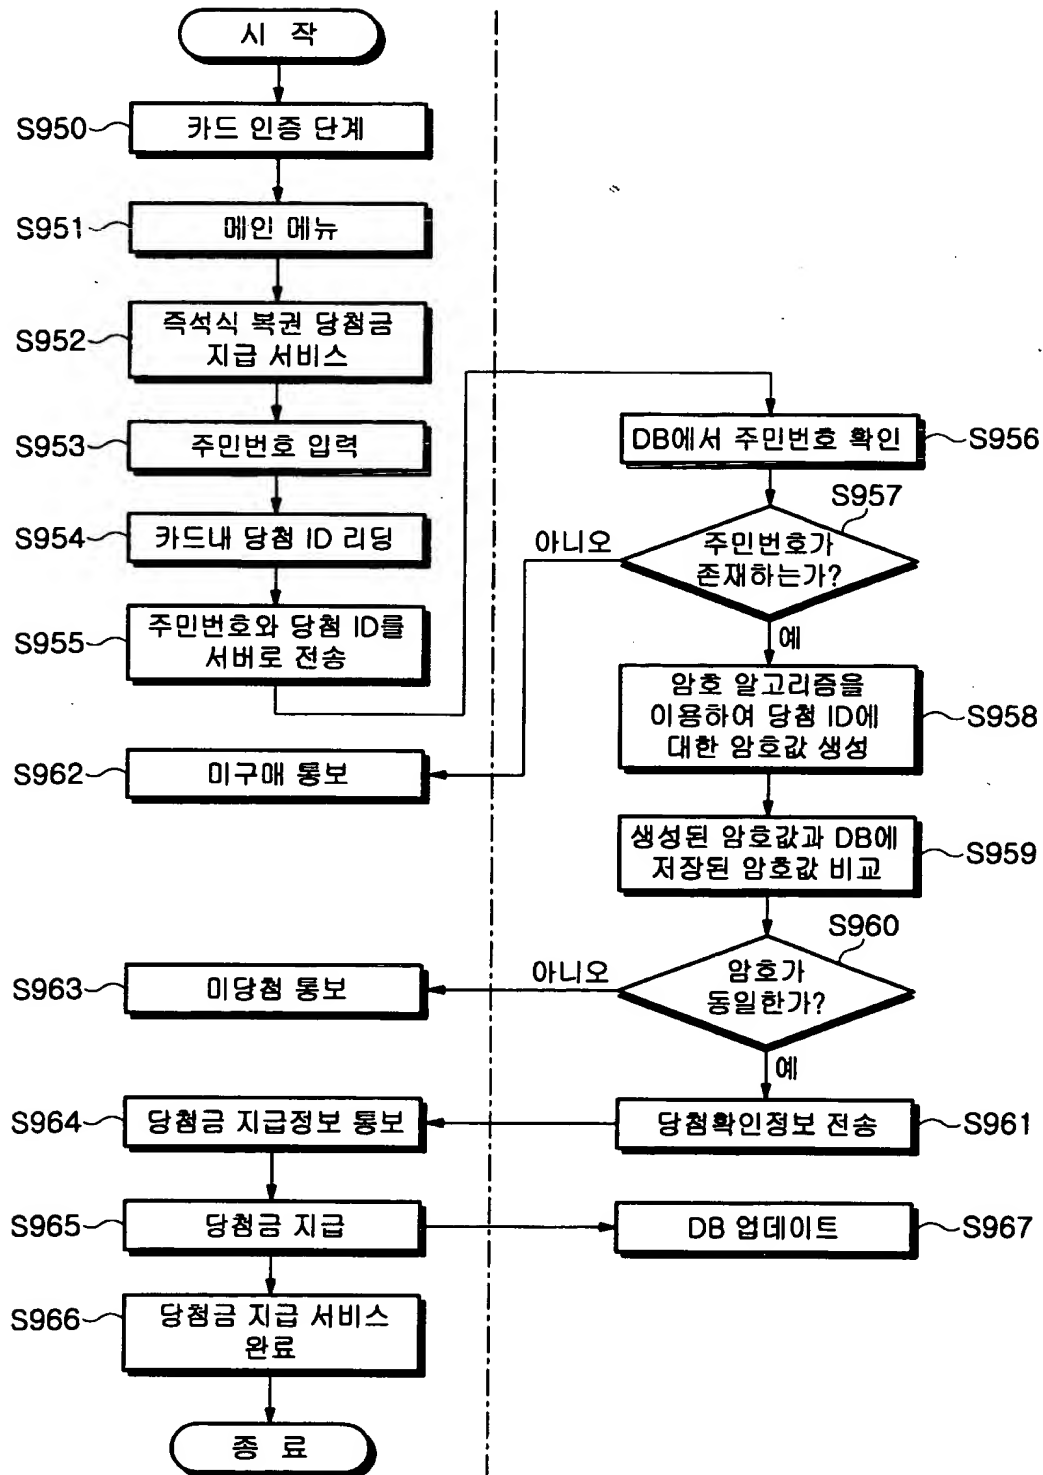 시 작
S950
카드 인증 단계
S951
메인 메뉴
S952
즉석식 복권 당첨금
지급 서비스
S953
주민번호 입력
S954
카드내 당첨 ID 리딩
S955
주민번호와 당첨 ID를
서버로 전송
DB에서 주민번호 확인
S956
S957
주민번호가
존재하는가?
아니오
예
암호 알고리즘을
이용하여 당첨 ID에
대한 암호값 생성
S958
S962
미구매 통보
생성된 암호값과 DB에
저장된 암호값 비교
S959
S960
암호가
동일한가?
아니오
예
S963
미당첨 통보
S964
당첨금 지급정보 통보
당첨확인정보 전송
S961
S965
당첨금 지급
DB 업데이트
S967
S966
당첨금 지급 서비스
완료
종 료